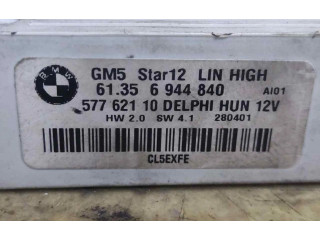 BMW
GM5 Star12 LIN HIGH
61.35 6 944 840 AI01
577 621 10 DELPHI HUN 12V
HW 2.0 SW 4.1 280401
CL5EXFE